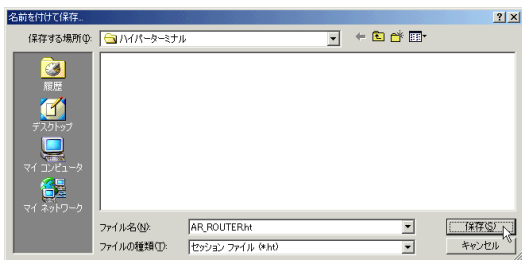 名前を付けて保存..
保存する場所(I): ハイパーターミナル
履歴
デスクトップ
マイ コンピュータ
マイ ネットワーク
ファイル名(N): AR_ROUTER.ht 保存(S)
ファイルの種類(T): セッション ファイル (*.ht) キャンセル